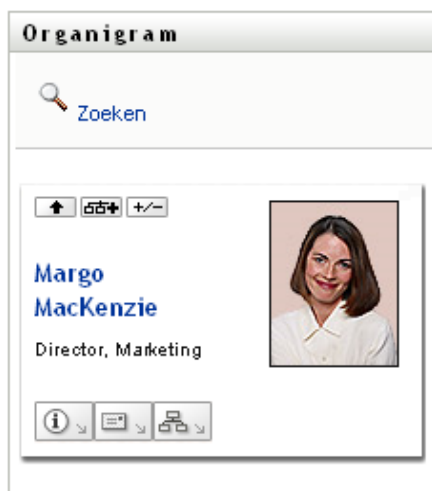 Organigram
Zoeken
+/−
Margo
MacKenzie
Director, Marketing